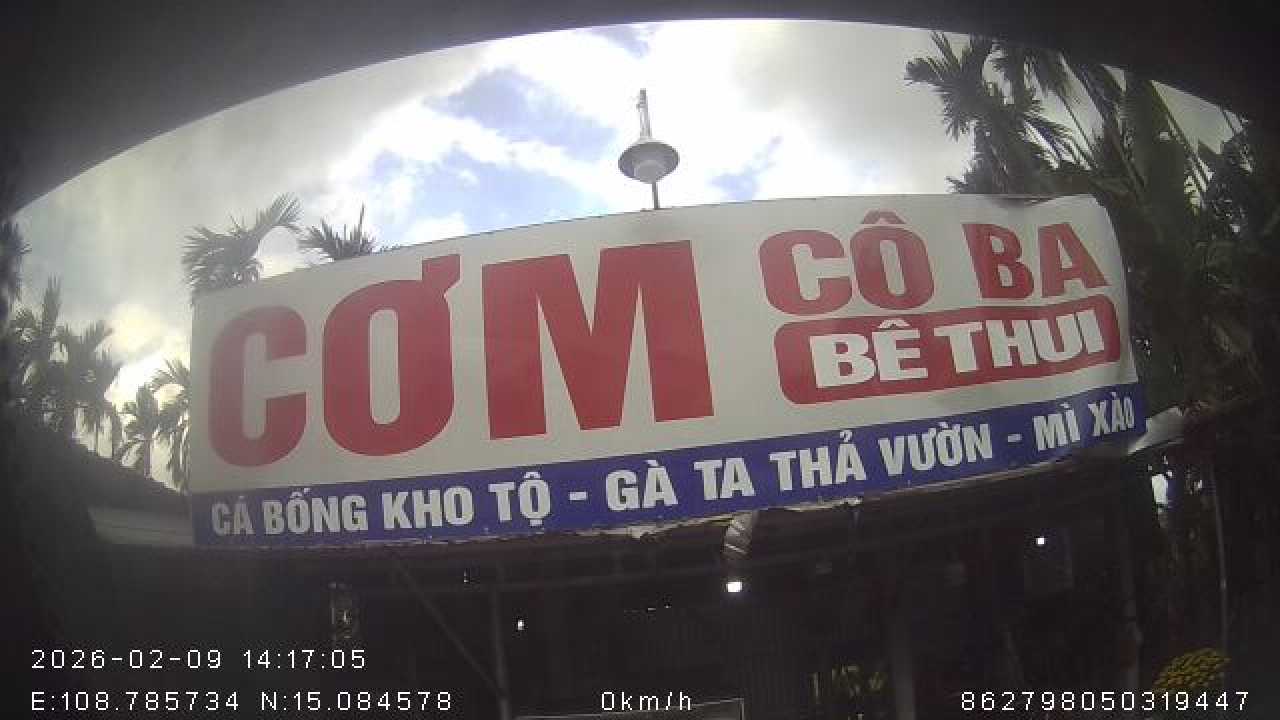 CƠM
CÔ BA
BÊ THUI
CÁ BỐNG KHO TỘ - GÀ TA THẢ VƯỜN - MÌ XÀO
2026-02-09 14:17:05
E:108.785734 N:15.084578 0km/h 862798050319447